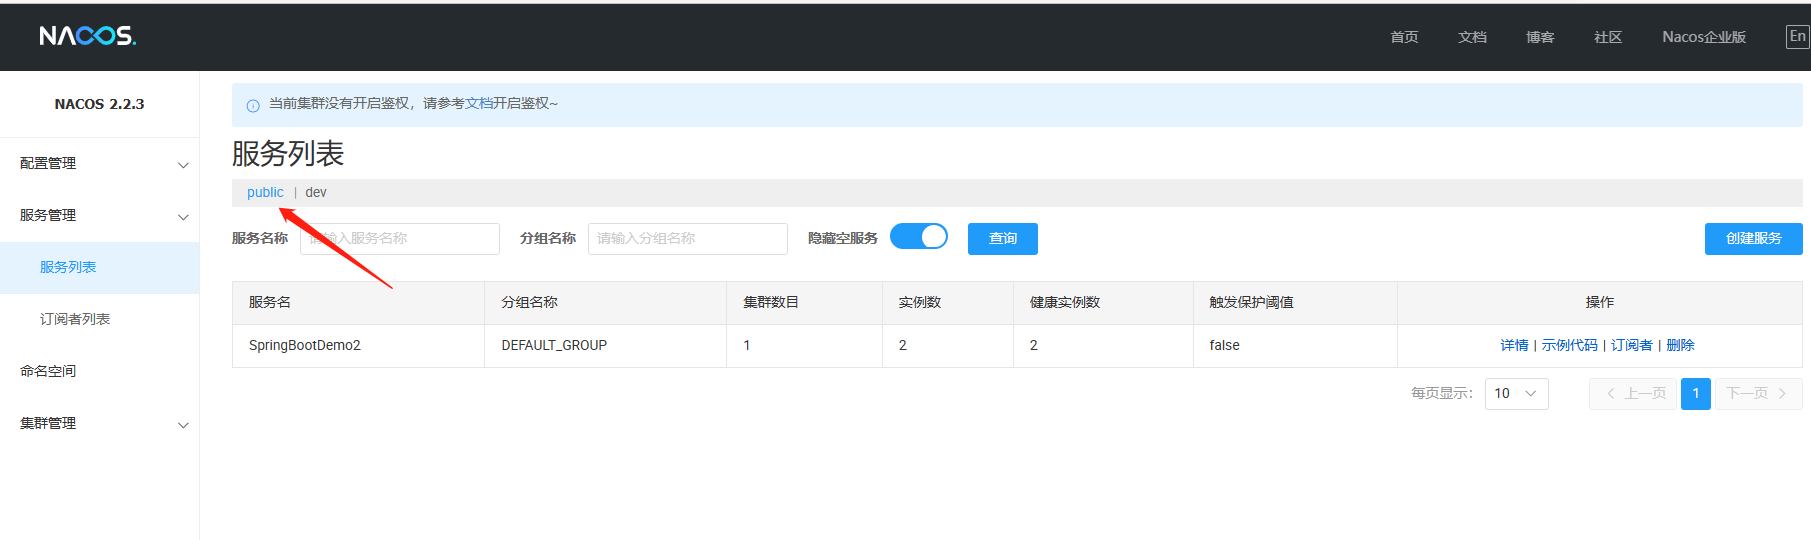 NACOS.
首页 文档 博客 社区 Nacos企业版 En
NACOS 2.2.3
配置管理
服务管理
服务列表
订阅者列表
命名空间
集群管理
当前集群没有开启鉴权，请参考文档开启鉴权~
服务列表
public | dev
服务名称 请输入服务名称 分组名称 请输入分组名称 隐藏空服务 查询 创建服务
服务名 分组名称 集群数目 实例数 健康实例数 触发保护阈值 操作
SpringBootDemo2 DEFAULT_GROUP 1 2 2 false 详情 | 示例代码 | 订阅者 | 删除
每页显示： 10 上一页 1 下一页